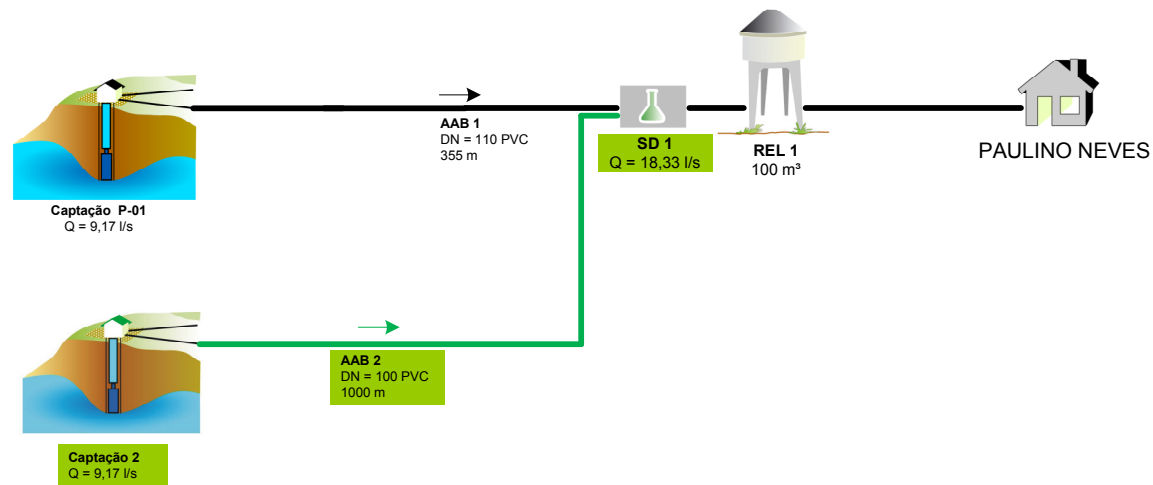 AAB 1
DN = 110 PVC
355 m
SD 1
Q = 18,33 l/s
REL 1
100 m³
PAULINO NEVES
Captação P-01
Q = 9,17 l/s
AAB 2
DN = 100 PVC
1000 m
Captação 2
Q = 9,17 l/s